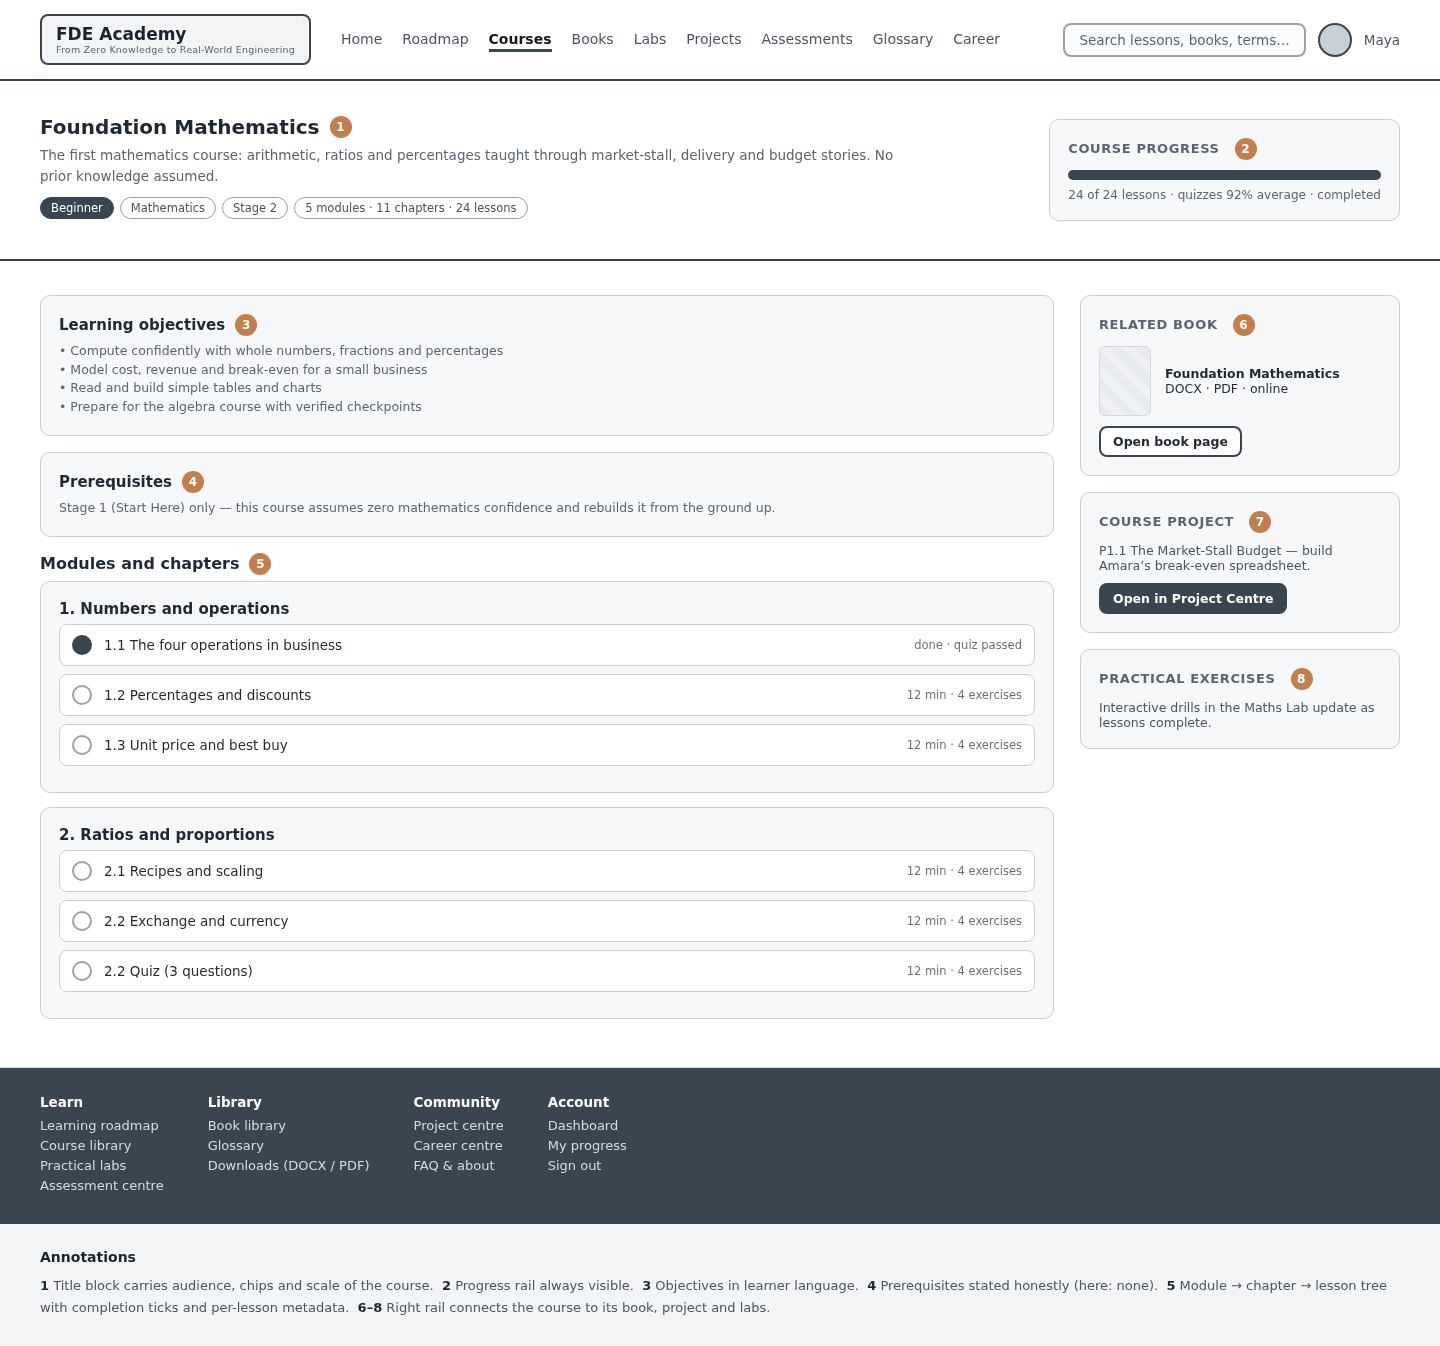 FDE Academy
From Zero Knowledge to Real-World Engineering
Home Roadmap Courses Books Labs Projects Assessments Glossary Career
Search lessons, books, terms...
Maya
Foundation Mathematics 1
The first mathematics course: arithmetic, ratios and percentages taught through market-stall, delivery and budget stories. No
prior knowledge assumed.
Beginner Mathematics Stage 2 5 modules · 11 chapters · 24 lessons
COURSE PROGRESS 2
24 of 24 lessons · quizzes 92% average · completed
Learning objectives 3
• Compute confidently with whole numbers, fractions and percentages
• Model cost, revenue and break-even for a small business
• Read and build simple tables and charts
• Prepare for the algebra course with verified checkpoints
Prerequisites 4
Stage 1 (Start Here) only — this course assumes zero mathematics confidence and rebuilds it from the ground up.
Modules and chapters 5
1. Numbers and operations
1.1 The four operations in business done · quiz passed
1.2 Percentages and discounts 12 min · 4 exercises
1.3 Unit price and best buy 12 min · 4 exercises
2. Ratios and proportions
2.1 Recipes and scaling 12 min · 4 exercises
2.2 Exchange and currency 12 min · 4 exercises
2.2 Quiz (3 questions) 12 min · 4 exercises
RELATED BOOK 6
Foundation Mathematics
DOCX · PDF · online
Open book page
COURSE PROJECT 7
P1.1 The Market-Stall Budget — build
Amara’s break-even spreadsheet.
Open in Project Centre
PRACTICAL EXERCISES 8
Interactive drills in the Maths Lab update as
lessons complete.
Learn
Learning roadmap
Course library
Practical labs
Assessment centre
Library
Book library
Glossary
Downloads (DOCX / PDF)
Community
Project centre
Career centre
FAQ & about
Account
Dashboard
My progress
Sign out
Annotations
1 Title block carries audience, chips and scale of the course. 2 Progress rail always visible. 3 Objectives in learner language. 4 Prerequisites stated honestly (here: none). 5 Module → chapter → lesson tree
with completion ticks and per-lesson metadata. 6–8 Right rail connects the course to its book, project and labs.